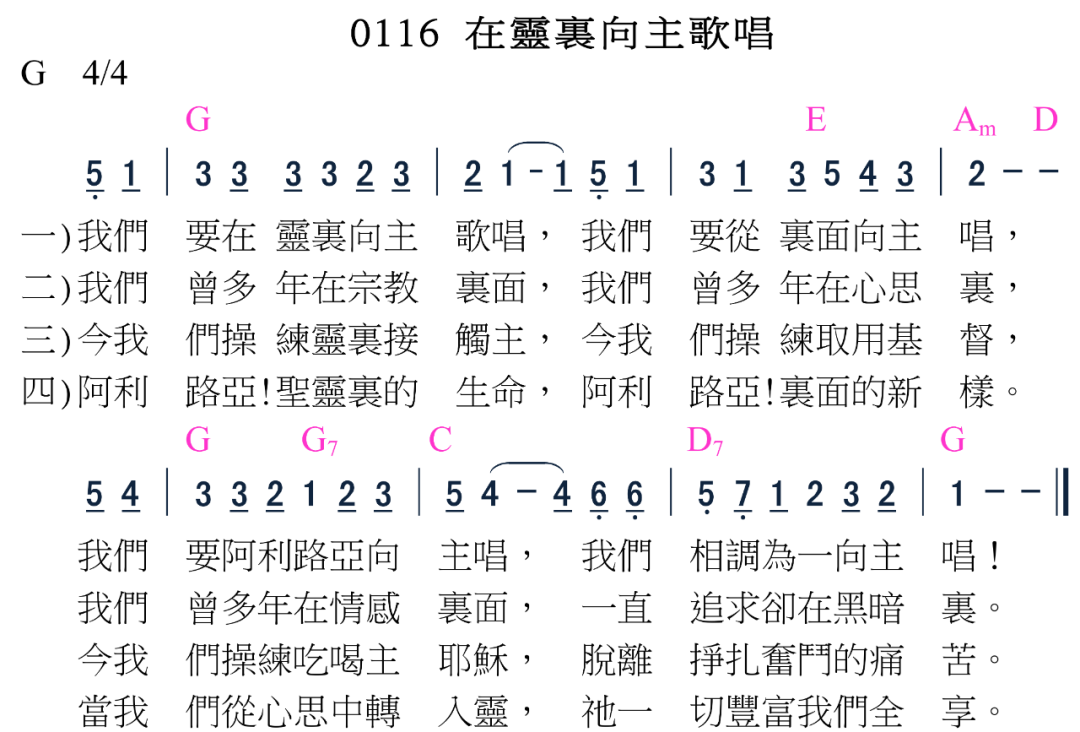 0116 在靈裏向主歌唱
G 4/4
G E Am D
5 1 | 3 3 3 3 2 3 | 2 1 - 1 5 1 | 3 1 3 5 4 3 | 2 - -
一)我們 要在 靈裏向主 歌唱， 我們 要從 裏面向主 唱，
二)我們 曾多 年在宗教 裏面， 我們 曾多 年在心思 裏，
三)今我 們操 練靈裏接 觸主， 今我 們操 練取用基 督，
四)阿利 路亞!聖靈裏的 生命， 阿利 路亞!裏面的新 樣。
G G7 C D7 G
5 4 | 3 3 2 1 2 3 | 5 4 - 4 6 6 | 5 7 1 2 3 2 | 1 - - ‖
我們 要阿利路亞向 主唱， 我們 相調為一向主 唱！
我們 曾多年在情感 裏面， 一直 追求卻在黑暗 裏。
今我 們操練吃喝主 耶穌， 脫離 掙扎奮鬥的痛 苦。
當我 們從心思中轉 入靈， 祂一 切豐富我們全 享。